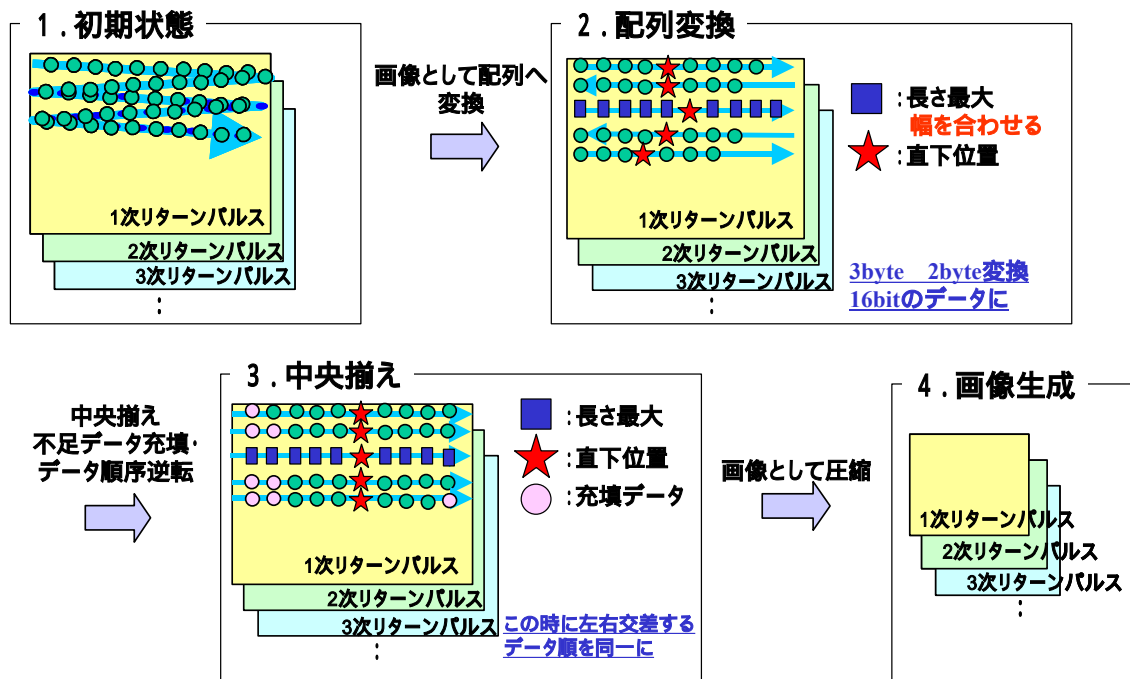 1．初期状態
1次リターンパルス
2次リターンパルス
3次リターンパルス
：
画像として配列へ
変換
2．配列変換
1次リターンパルス
2次リターンパルス
3次リターンパルス
：
：長さ最大
幅を合わせる
：直下位置
3byte　2byte変換
16bitのデータに
中央揃え
不足データ充填・
データ順序逆転
3．中央揃え
1次リターンパルス
2次リターンパルス
3次リターンパルス
：
：長さ最大
：直下位置
：充填データ
この時に左右交差する
データ順を同一に
画像として圧縮
4．画像生成
1次リターンパルス
2次リターンパルス
3次リターンパルス
：